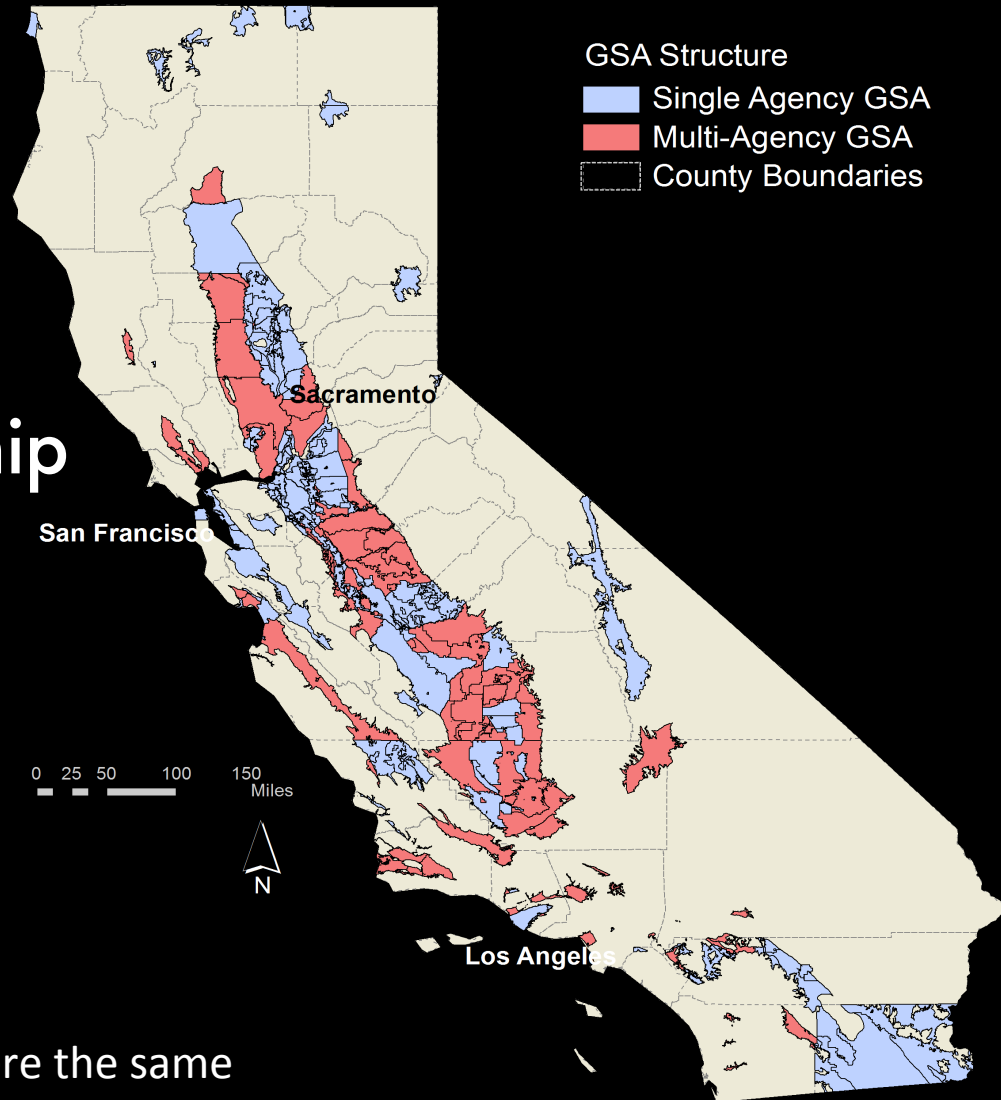 GSA Structure
Single Agency GSA
Multi-Agency GSA
County Boundaries
Sacramento
ip
San Francisco
0 25 50 100 150
Miles
N
Los Angeles
re the same